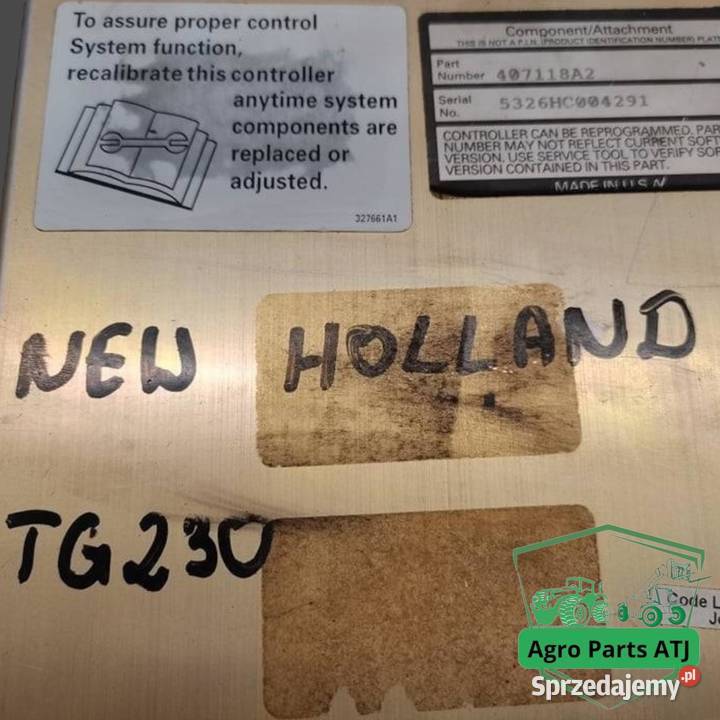 To assure proper control
System function,
recalibrate this controller
anytime system
components are
replaced or
adjusted.
327661A1
Component/Attachment
THIS IS NOT A P.I.N. (PRODUCT IDENTIFICATION NUMBER) PLAT
Part
Number 407118A2
Serial
No. 5326HC004291
CONTROLLER CAN BE REPROGRAMMED, PAR
NUMBER MAY NOT REFLECT CURRENT SOFT
VERSION. USE SERVICE TOOL TO VERIFY SOF
VERSION CONTAINED IN THIS PART.
MADE IN U.S.A
NEW HOLLAND
TG230
Code L
Agro Parts ATJ
Sprzedajemy.pl